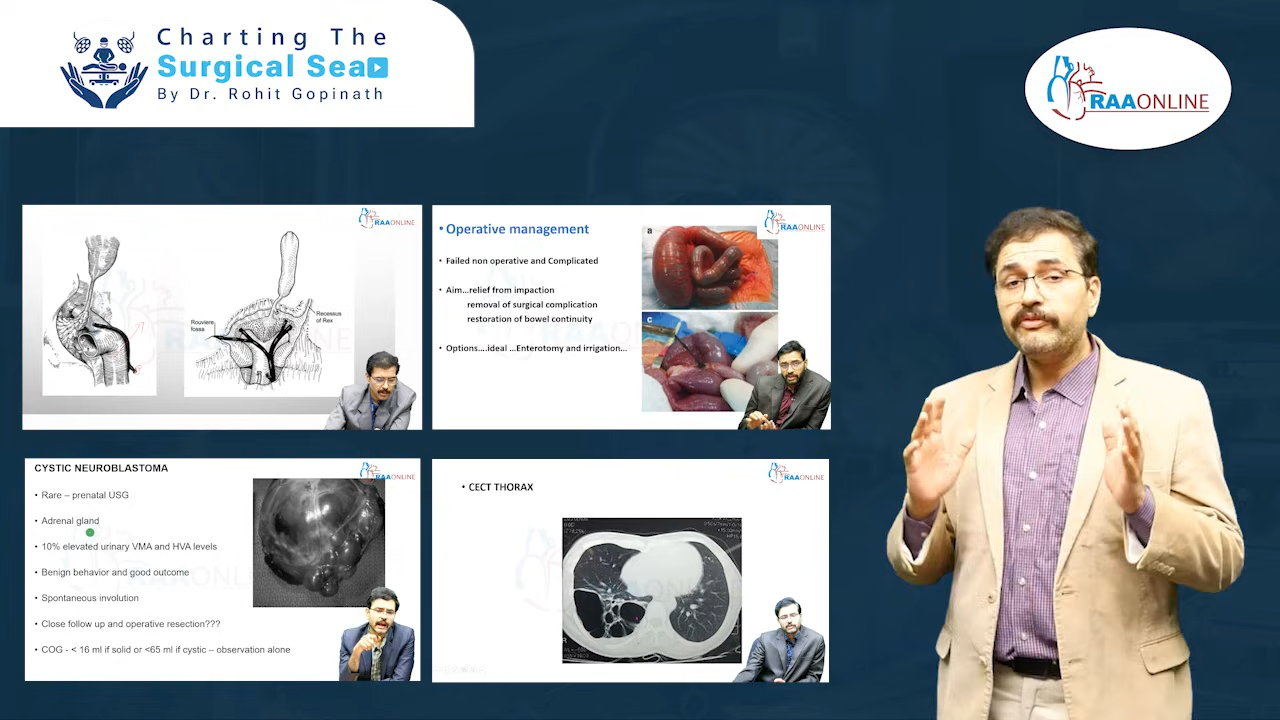 Charting The
Surgical Sea
By Dr. Rohit Gopinath
RAAONLINE
RAAONLINE
Rouviere
fossa
Recessus
of Rex
RAAONLINE
• Operative management
• Failed non operative and Complicated
• Aim...relief from impaction
removal of surgical complication
restoration of bowel continuity
• Options....ideal ...Enterotomy and irrigation...
a
c
RAAONLINE
CYSTIC NEUROBLASTOMA
• Rare – prenatal USG
• Adrenal gland
• 10% elevated urinary VMA and HVA levels
• Benign behavior and good outcome
• Spontaneous involution
• Close follow up and operative resection???
• COG - < 16 ml if solid or <65 ml if cystic – observation alone
RAAONLINE
• CECT THORAX